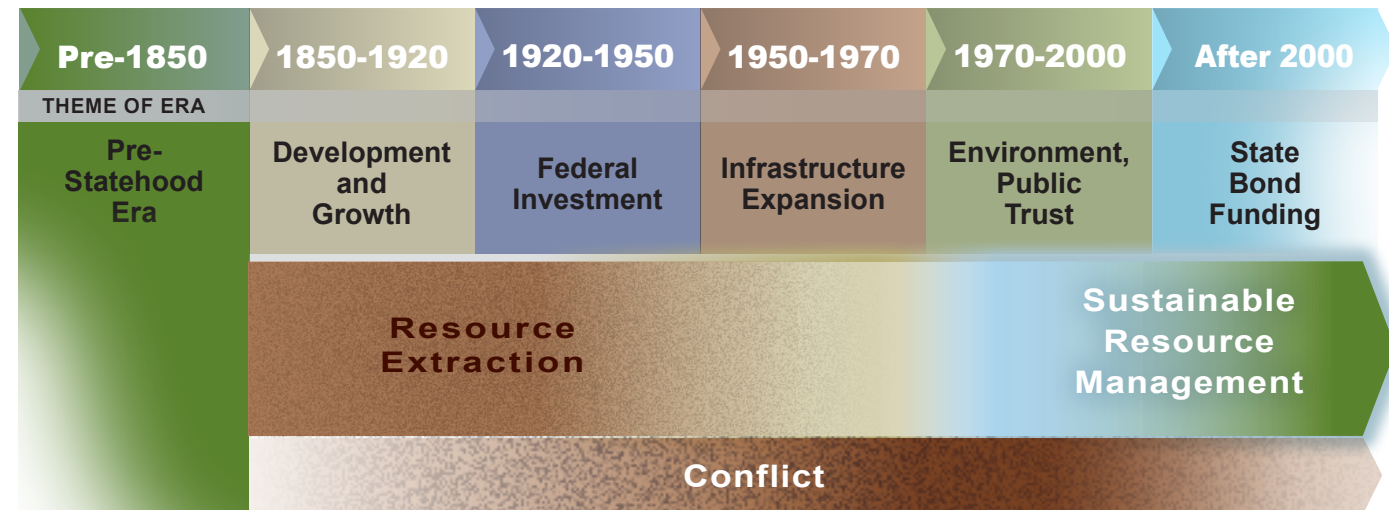 Pre-1850
1850-1920
1920-1950
1950-1970
1970-2000
After 2000
THEME OF ERA
Pre-
Statehood
Era
Development
and
Growth
Federal
Investment
Infrastructure
Expansion
Environment,
Public
Trust
State
Bond
Funding
Resource
Extraction
Sustainable
Resource
Management
Conflict